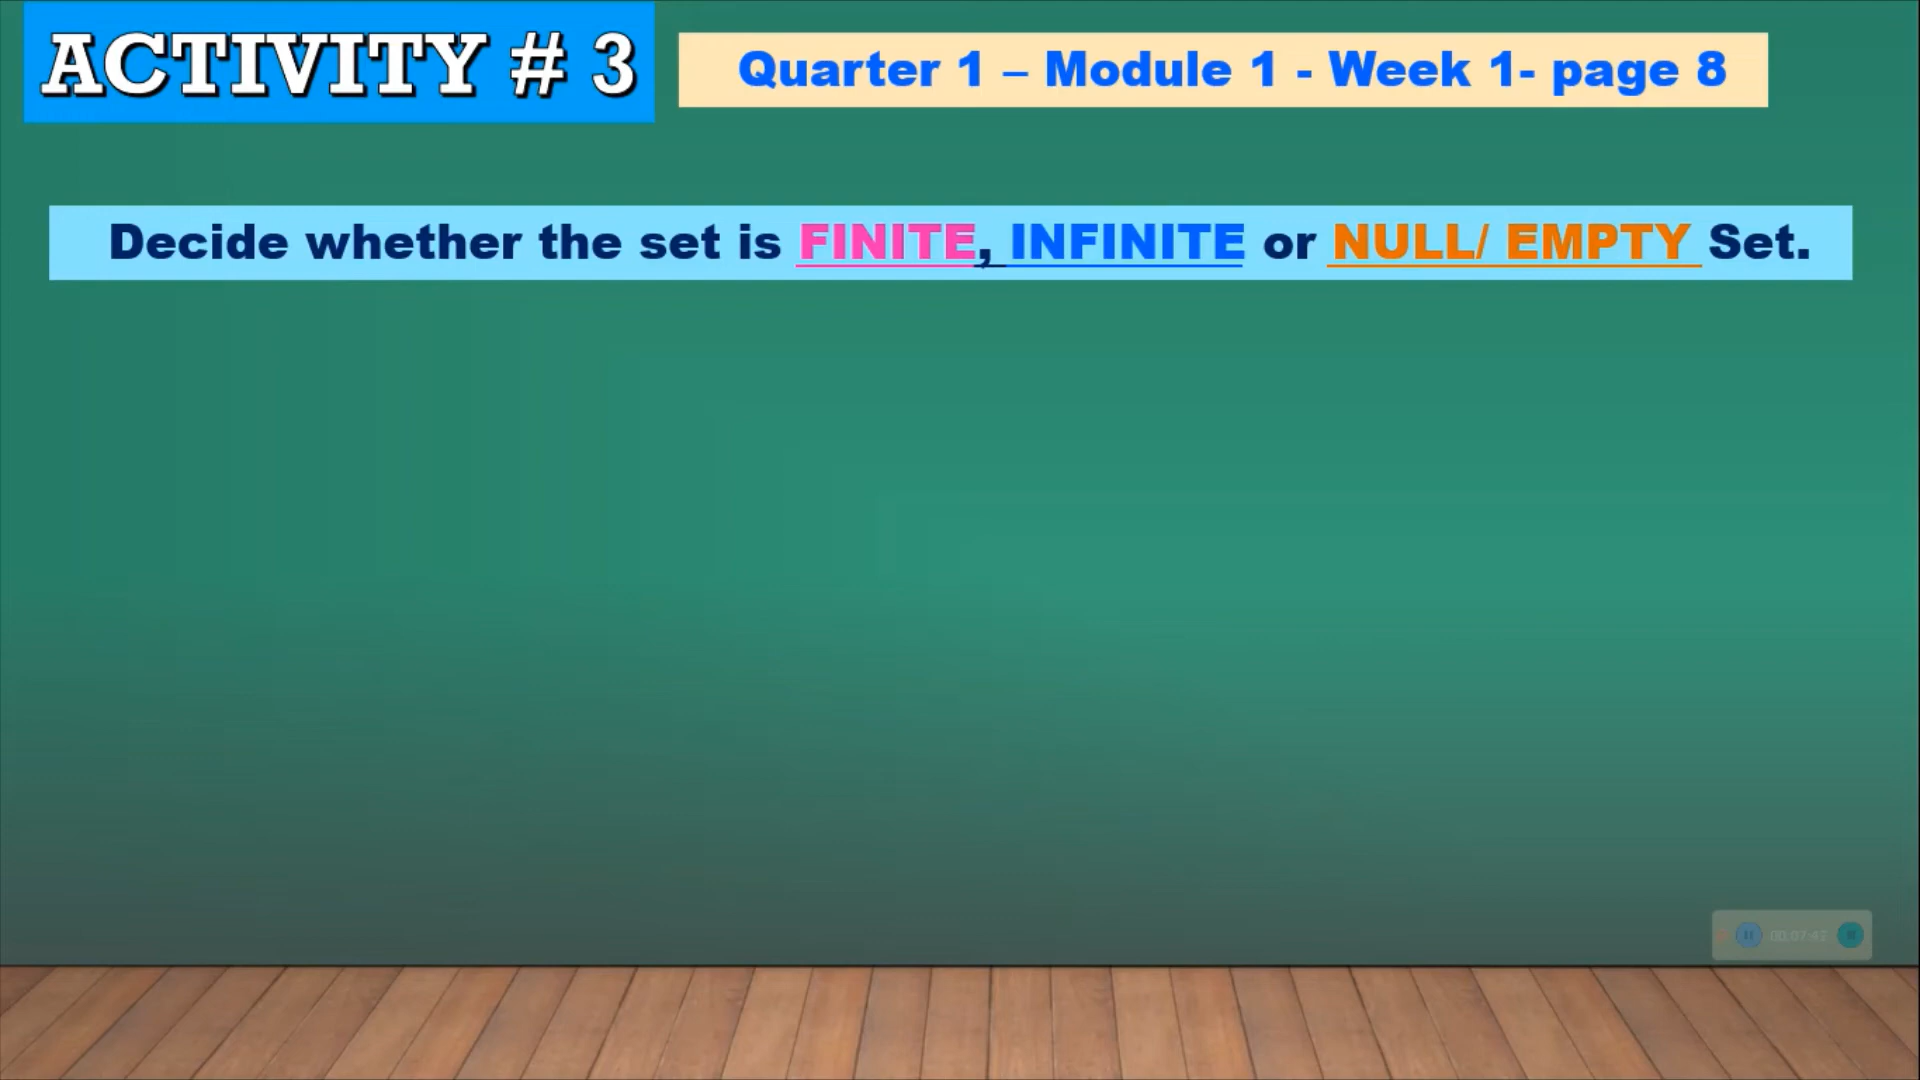 ACTIVITY # 3
Quarter 1 – Module 1 - Week 1- page 8
Decide whether the set is FINITE, INFINITE or NULL/ EMPTY Set.